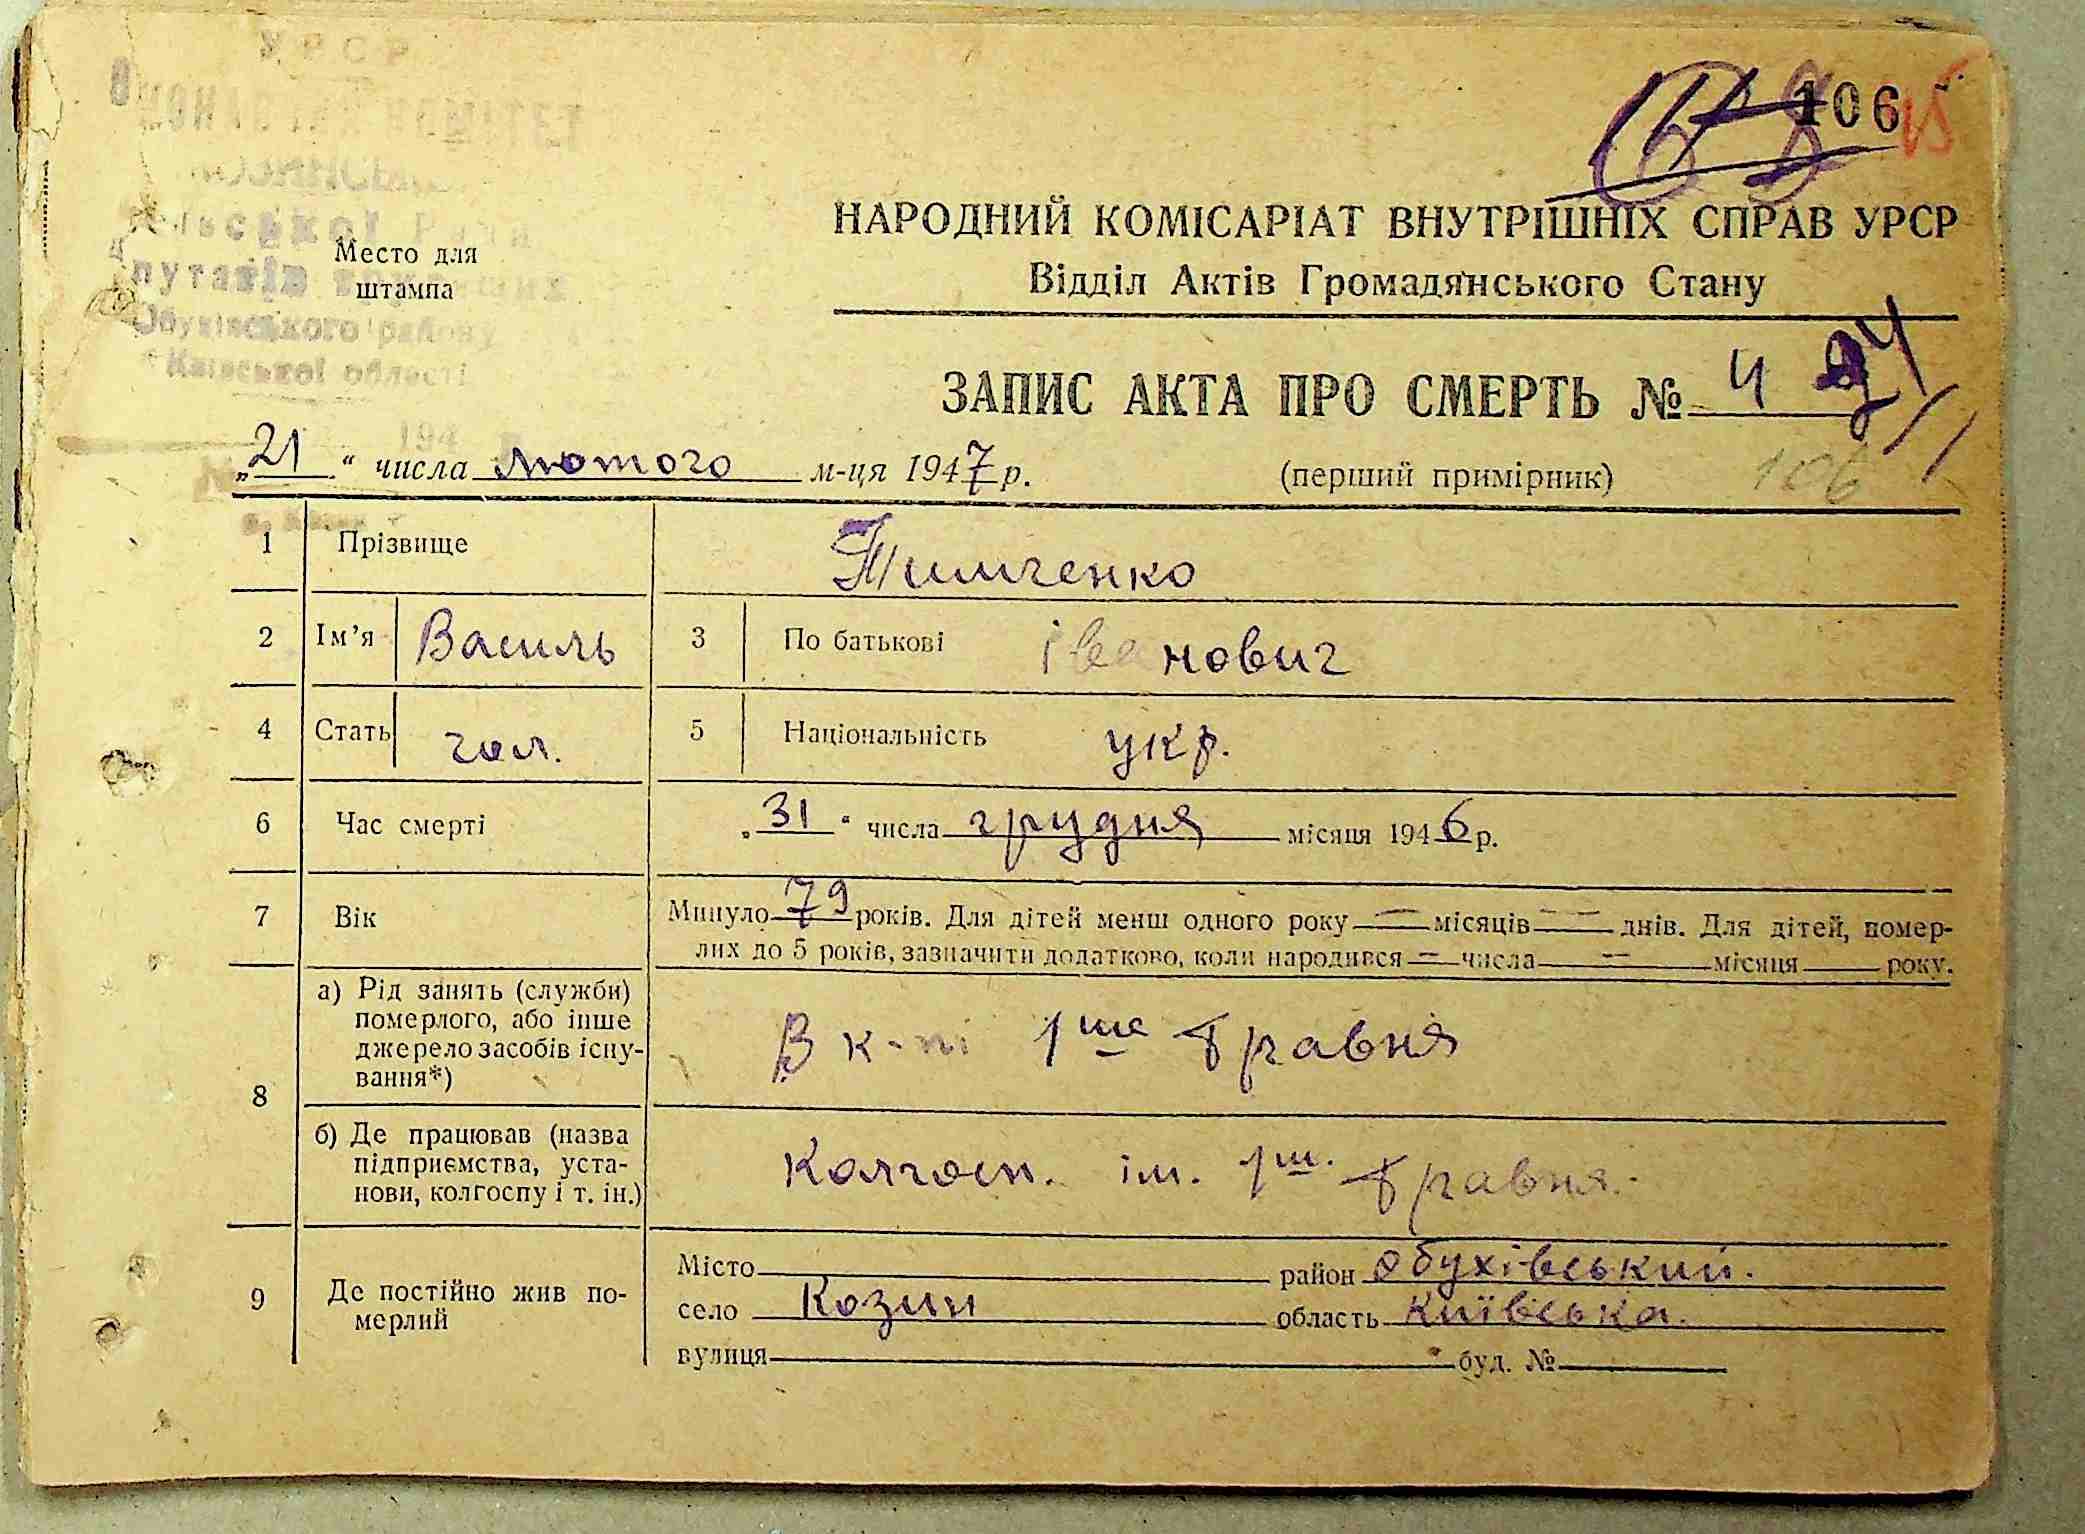 УРСР
106
НАРОДНИЙ КОМІСАРІАТ ВНУТРІШНІХ СПРАВ УРСР
Відділ Актів Громадянського Стану
Место для
штампа
Обухівського району
Київської області
ЗАПИС АКТА ПРО СМЕРТЬ № 4
„21“ числа лютого м-ця 1947 р.
(перший примірник)
106
1 Прізвище Тимченко
2 Ім’я Василь 3 По батькові Іванович
4 Стать чол. 5 Національність укр.
6 Час смерті „31“ числа грудня місяця 1946 р.
7 Вік Минуло 79 років. Для дітей менш одного року — місяців — — днів. Для дітей, помер-
лих до 5 років, зазначити додатково, коли народився — числа — місяця року.
8 а) Рід занять (служби)
померлого, або інше
джерело засобів існу-
вання*)
В к-пі 1ше травня
б) Де працював (назва
підприємства, уста-
нови, колгоспу і т. ін.)
Колгосп. ім. 1ш. травня.
9 Де постійно жив по-
мерлий
Місто район Обухівський.
село Козин область Київська.
вулиця буд. №